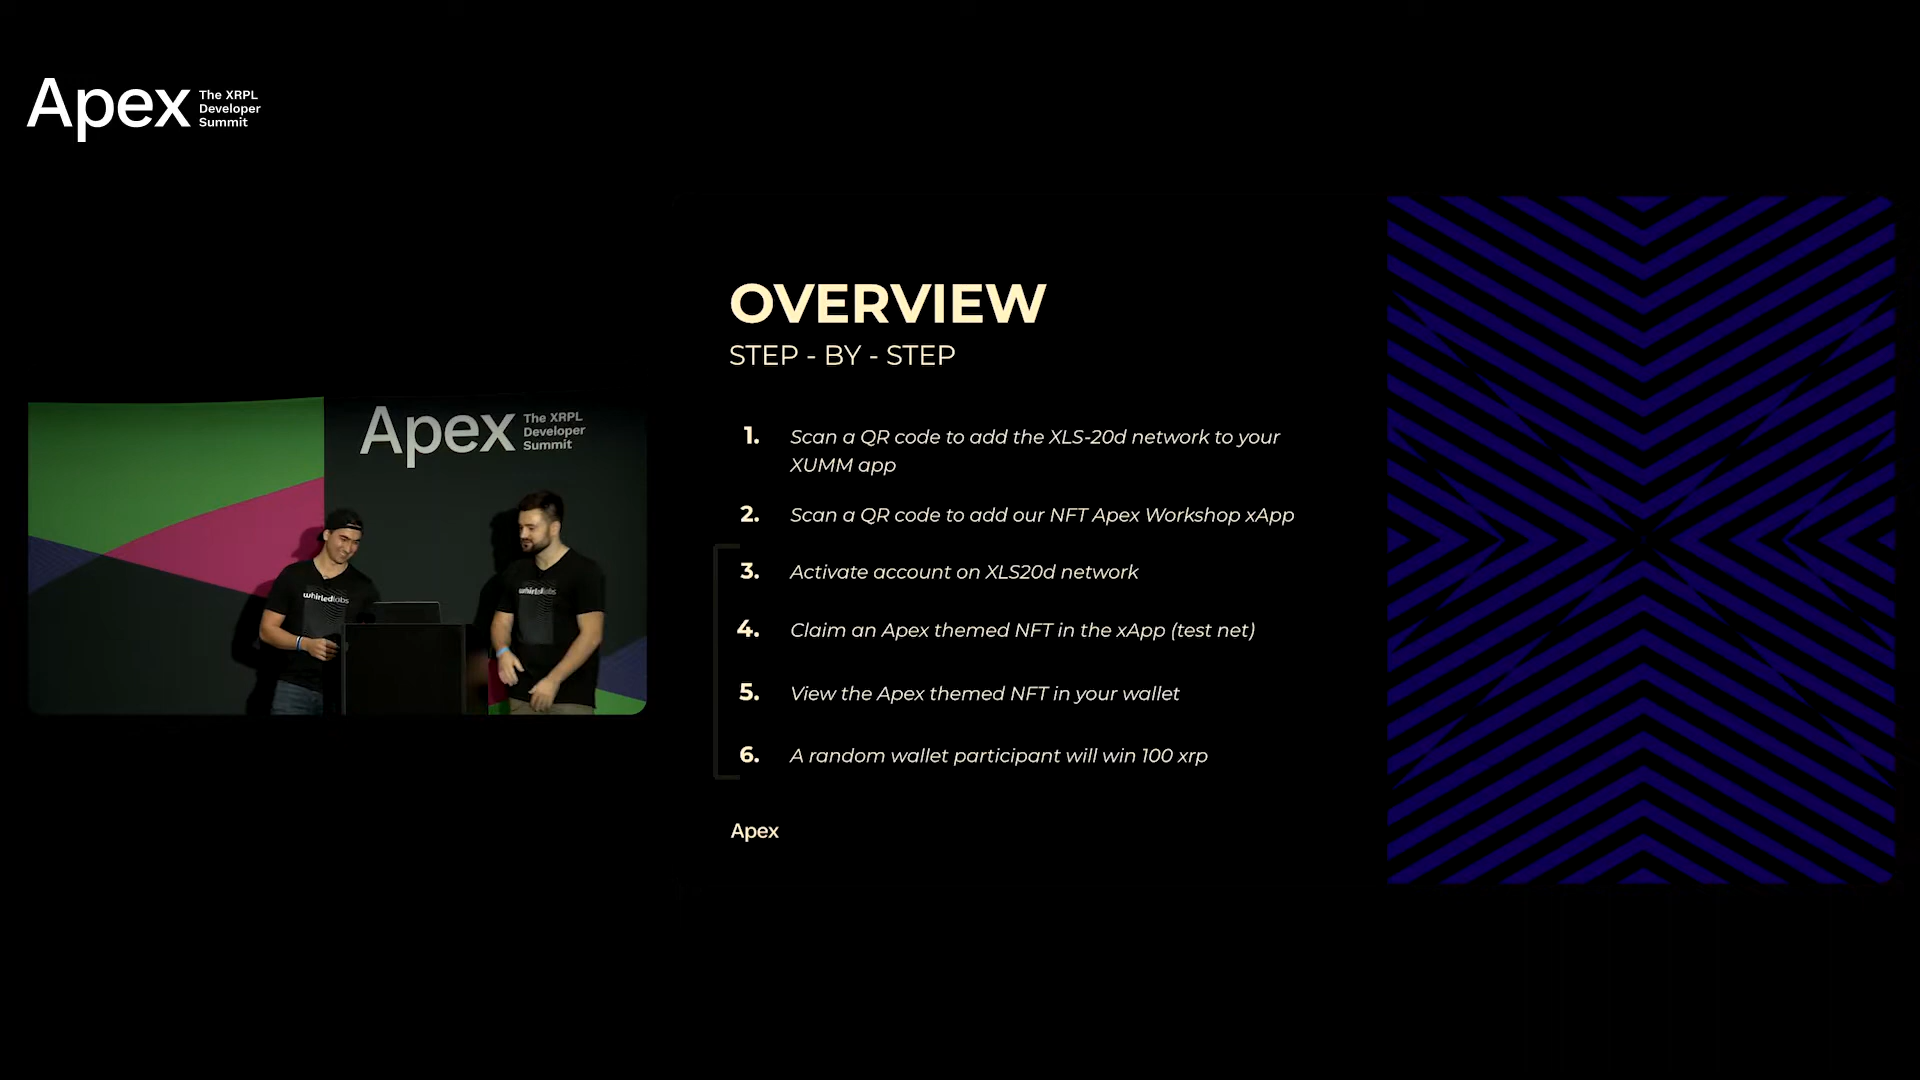 Apex
The XRPL
Developer
Summit
Apex
The XRPL
Developer
Summit
whirledlabs
whirledlabs
OVERVIEW
STEP - BY - STEP
1. Scan a QR code to add the XLS-20d network to your
XUMM app
2. Scan a QR code to add our NFT Apex Workshop xApp
3. Activate account on XLS20d network
4. Claim an Apex themed NFT in the xApp (test net)
5. View the Apex themed NFT in your wallet
6. A random wallet participant will win 100 xrp
Apex